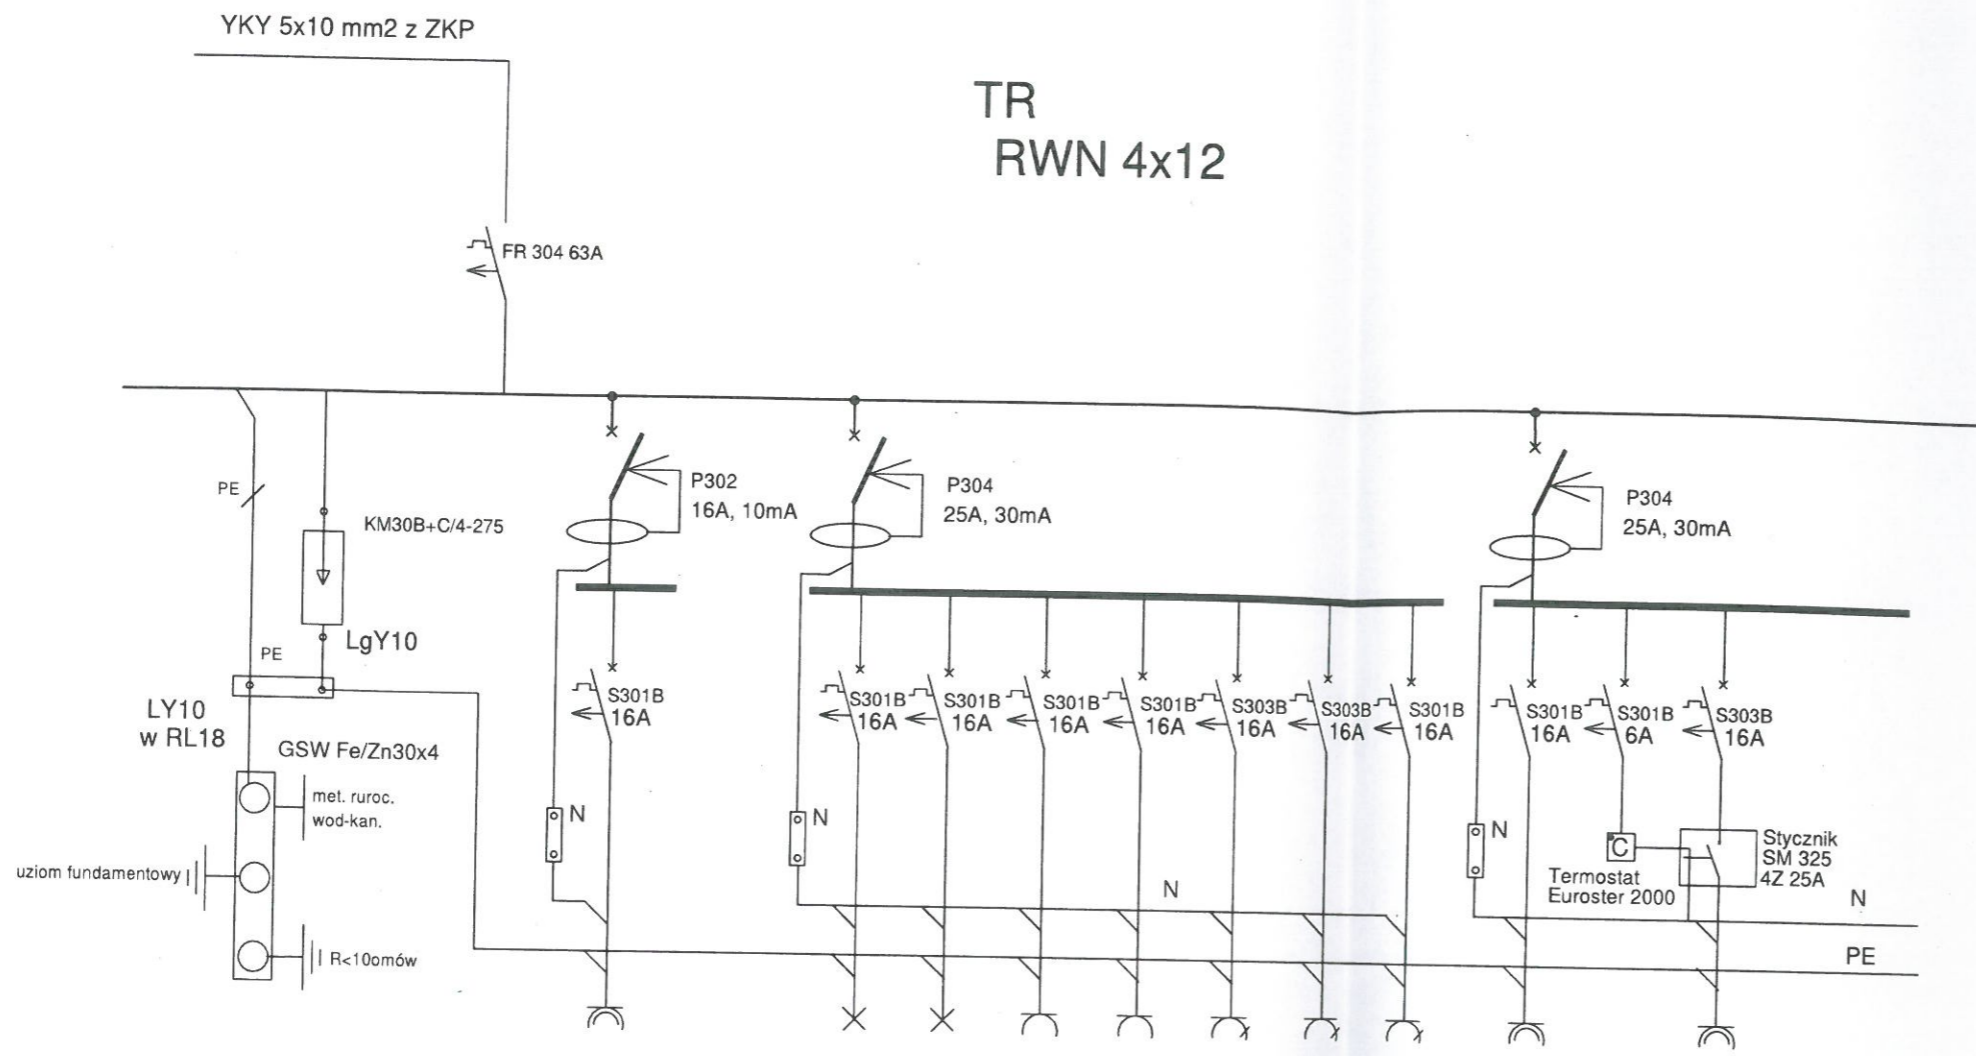 YKY 5x10 mm2 z ZKP
TR
RWN 4x12
FR 304 63A
PE
KM30B+C/4-275
P302
16A, 10mA
P304
25A, 30mA
P304
25A, 30mA
PE
LgY10
LY10
w RL18
GSW Fe/Zn30x4
S301B
16A
S301B
16A
S301B
16A
S301B
16A
S301B
16A
S303B
16A
S303B
16A
S301B
16A
S301B
16A
S301B
6A
S303B
16A
met. ruroc.
wod-kan.
N
N
N
C
Stycznik
SM 325
4Z 25A
Termostat
Euroster 2000
uziom fundamentowy
N
N
R<10omów
PE